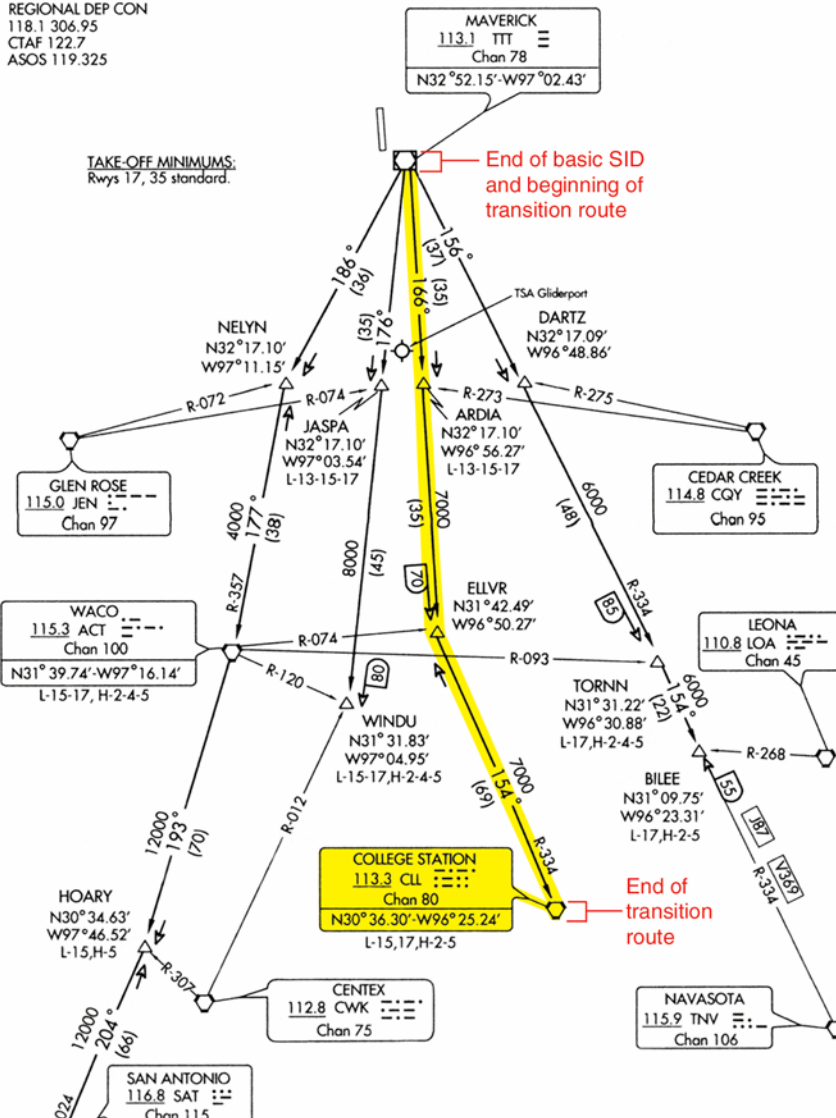 REGIONAL DEP CON
118.1 306.95
CTAF 122.7
ASOS 119.325
MAVERICK
113.1 TTT
Chan 78
N32°52.15'-W97°02.43'
TAKE-OFF MINIMUMS:
Rwys 17, 35 standard.
End of basic SID
and beginning of
transition route
186°
(36)
(35)
176°
(37)
156°
166°
(35)
TSA Gliderport
NELYN
N32°17.10'
W97°11.15'
DARTZ
N32°17.09'
W96°48.86'
R-072
R-074
R-273
R-275
JASPA
N32°17.10'
W97°03.54'
L-13-15-17
ARDIA
N32°17.10'
W96°56.27'
L-13-15-17
GLEN ROSE
115.0 JEN
Chan 97
CEDAR CREEK
114.8 CQY
Chan 95
4000
177°
(38)
R-357
8000
(45)
7000
(35)
70
6000
(48)
R-334
85
ELLVR
N31°42.49'
W96°50.27'
WACO
115.3 ACT
Chan 100
N31°39.74'-W97°16.14'
L-15-17, H-2-4-5
R-074
R-093
R-120
80
LEONA
110.8 LOA
Chan 45
WINDU
N31°31.83'
W97°04.95'
L-15-17,H-2-4-5
TORNN
N31°31.22'
W96°30.88'
L-17,H-2-4-5
6000
154°
(22)
R-268
BILEE
N31°09.75'
W96°23.31'
L-17,H-2-5
55
J87
V369
R-334
12000
193°
(70)
R-012
7000
154°
(69)
R-334
COLLEGE STATION
113.3 CLL
Chan 80
N30°36.30'-W96°25.24'
L-15,17,H-2-5
End of
transition
route
HOARY
N30°34.63'
W97°46.52'
L-15,H-5
R-307
CENTEX
112.8 CWK
Chan 75
NAVASOTA
115.9 TNV
Chan 106
12000
204°
(66)
SAN ANTONIO
116.8 SAT
Chan 115
024